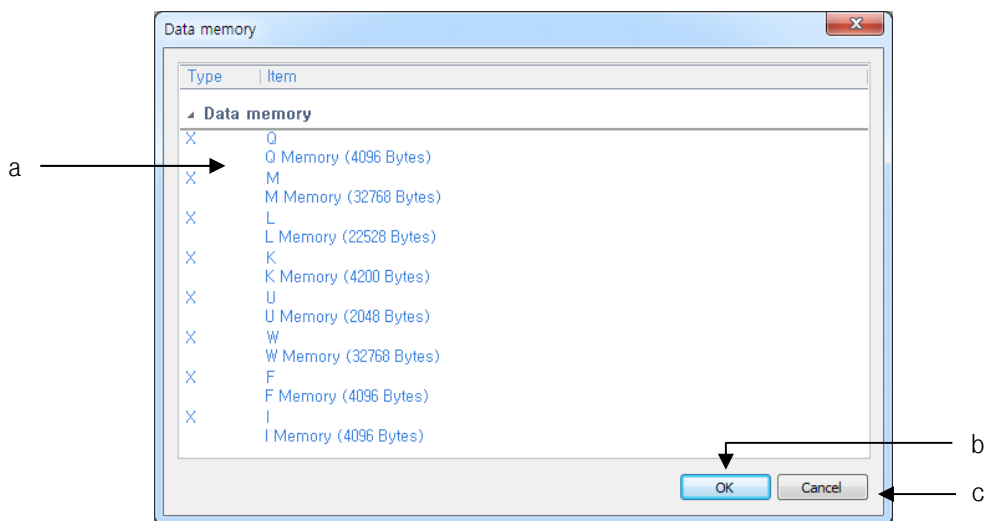 Data memory
Type Item
Data memory
X Q
Q Memory (4096 Bytes)
X M
M Memory (32768 Bytes)
X L
L Memory (22528 Bytes)
X K
K Memory (4200 Bytes)
X U
U Memory (2048 Bytes)
X W
W Memory (32768 Bytes)
X F
F Memory (4096 Bytes)
X I
I Memory (4096 Bytes)
a
b
OK Cancel
c